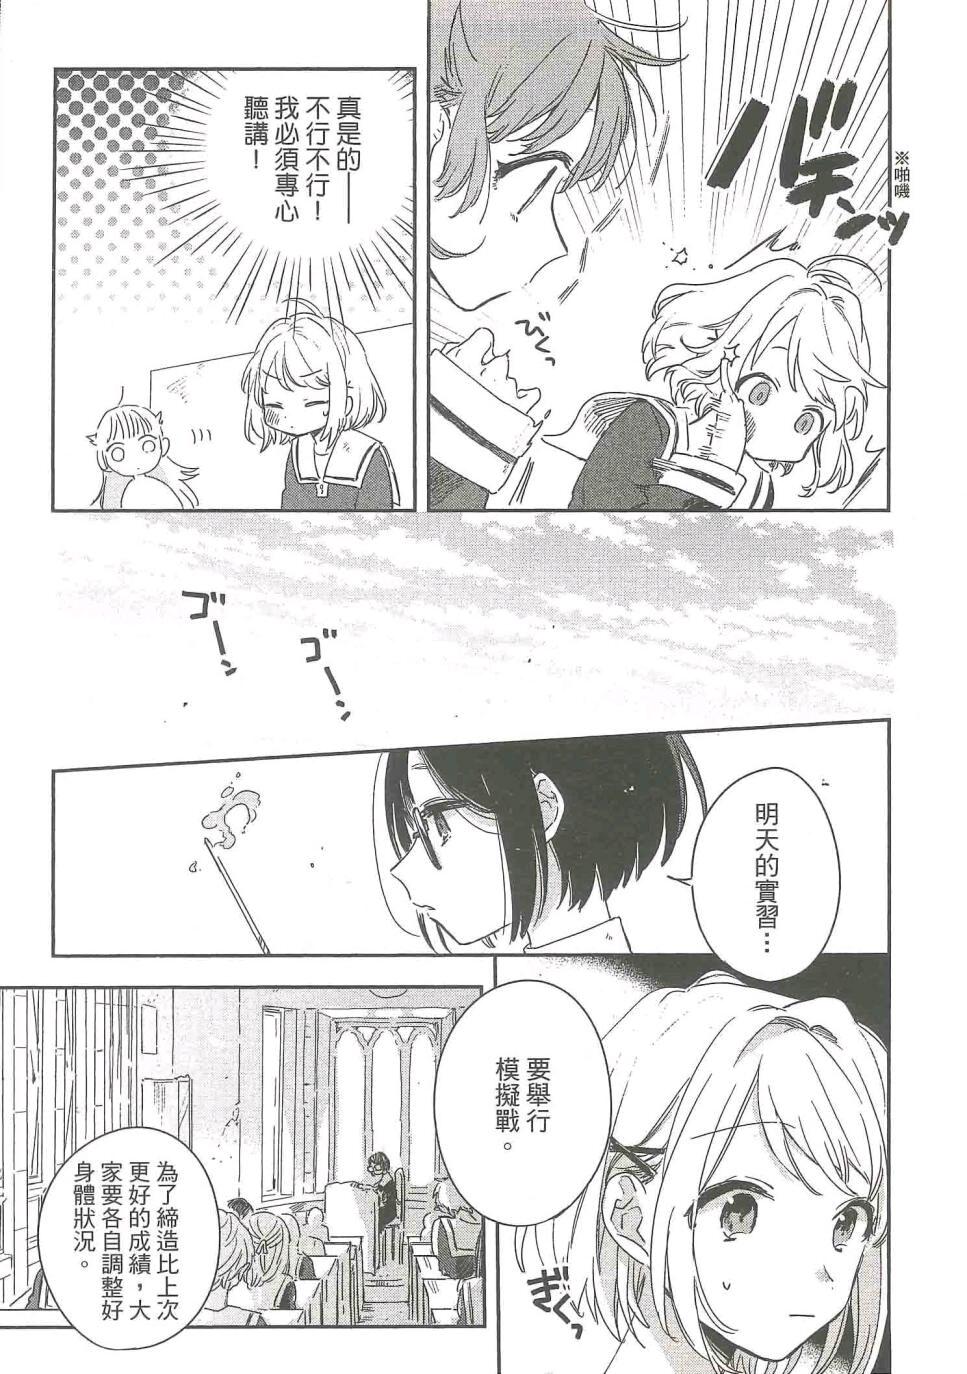 バチーンッ
※啪嘰
びくっ
真是的——
不行不行！
我必須專心
聽講！
ゴーン
ゴーン
明天的實習…
要舉行
模擬戰。
ぎくっ
為了締造比上次
更好的成績，大
家要各自調整好
身體狀況。